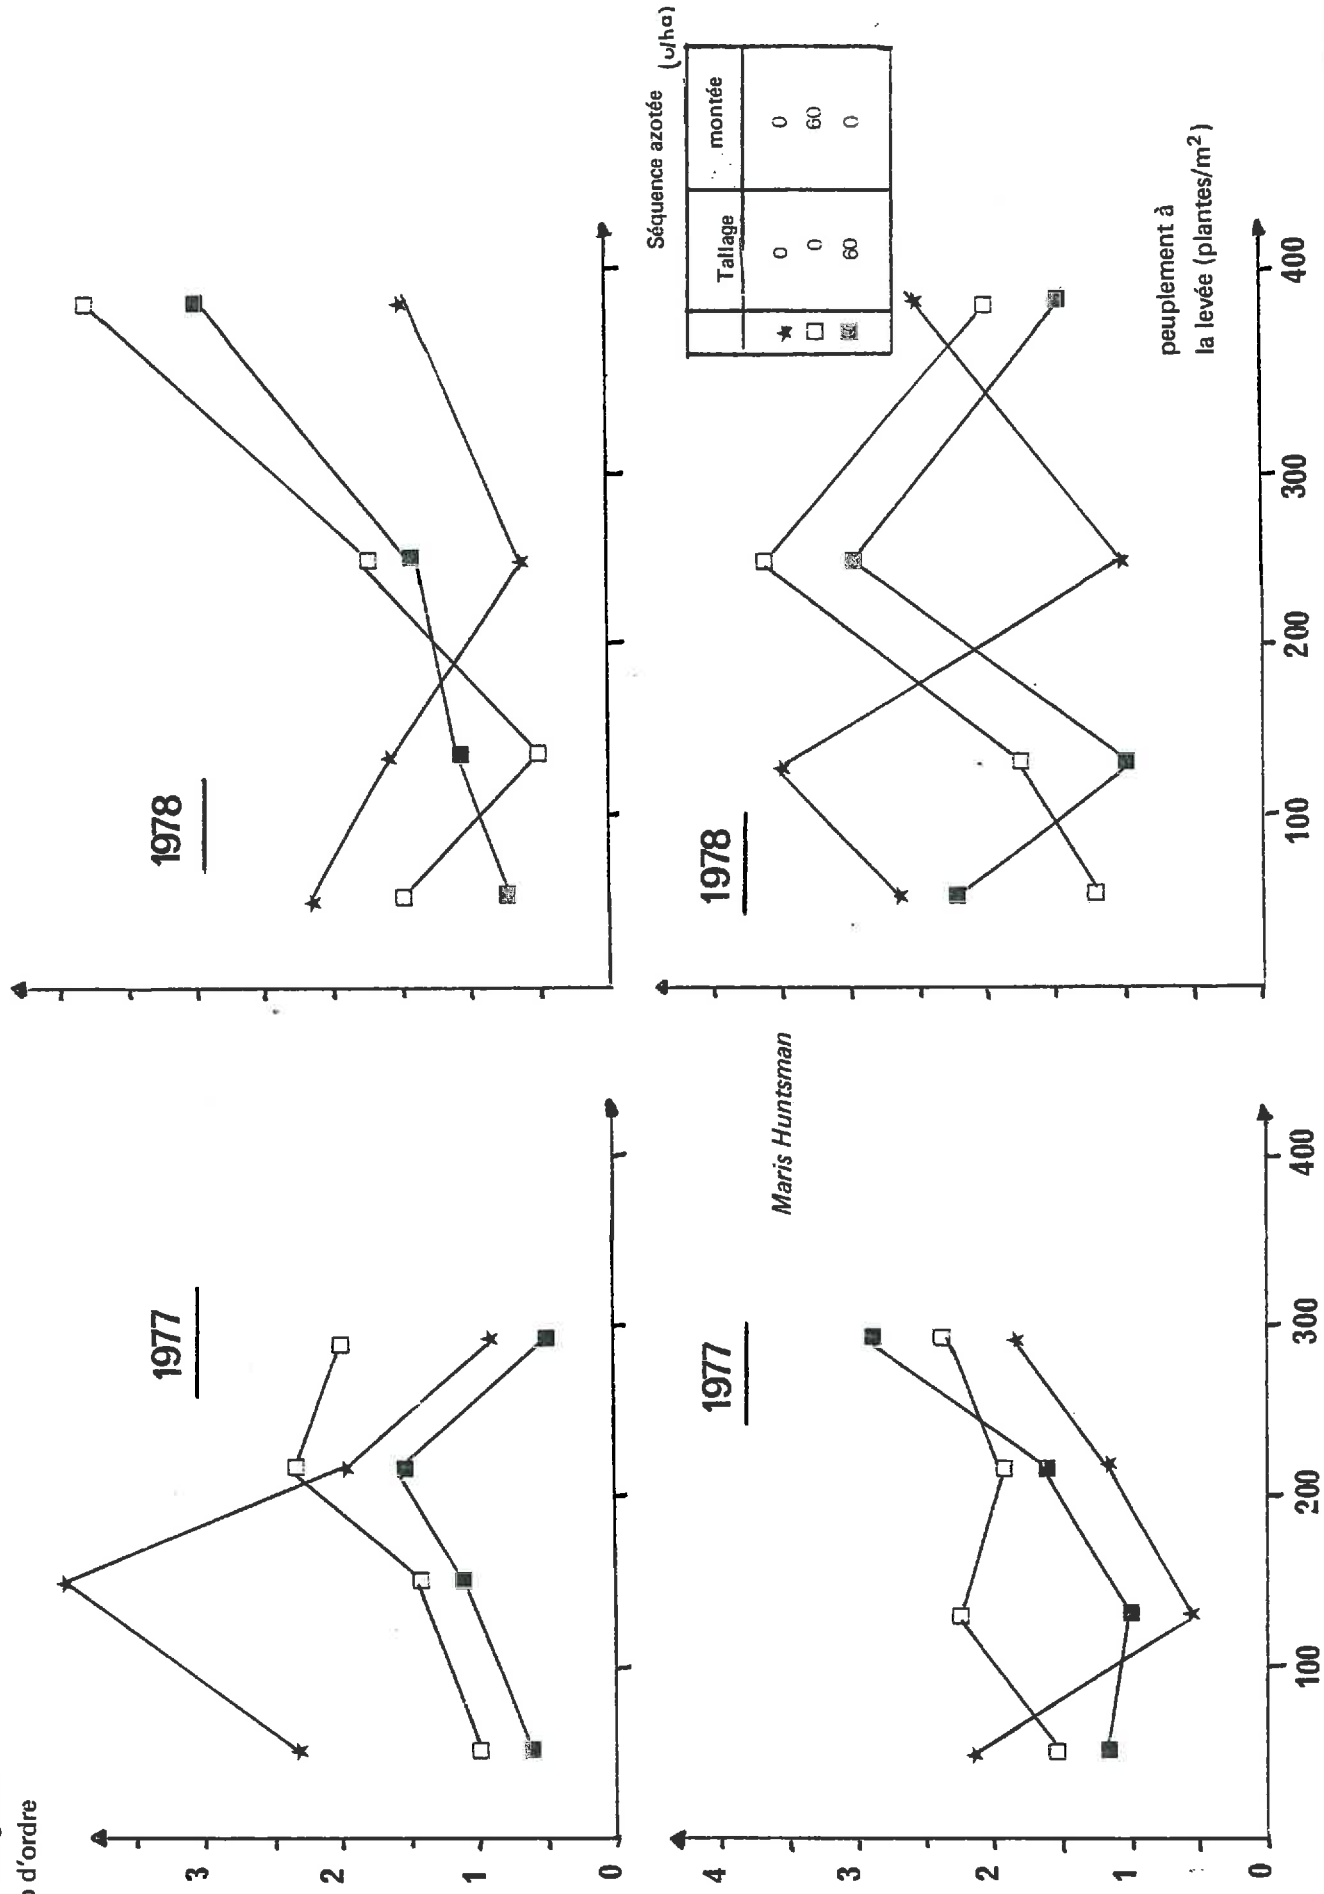 d'ordre
1977
3
2
1
0
1978
Séquence azotée (u/ha)
Tallage montée
★ 0 0
□ 0 60
■ 60 0
Maris Huntsman
1977
4
3
2
1
0
100 200 300 400
1978
100 200 300 400
peuplement à
la levée (plantes/m²)